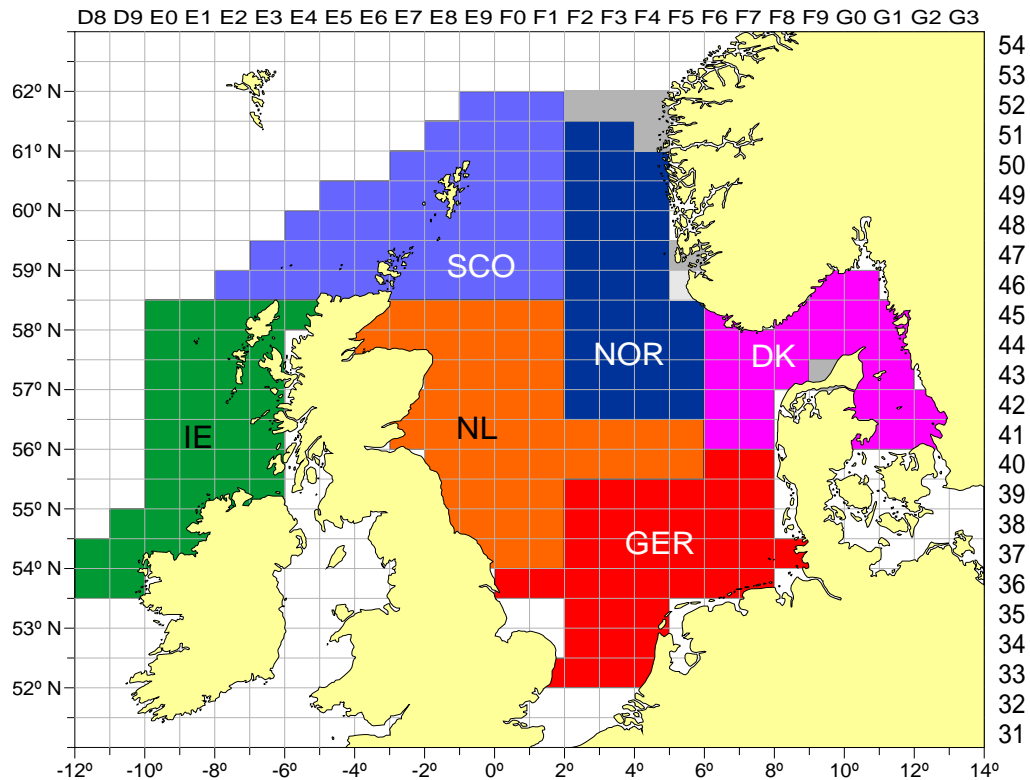 D8 D9 E0 E1 E2 E3 E4 E5 E6 E7 E8 E9 F0 F1 F2 F3 F4 F5 F6 F7 F8 F9 G0 G1 G2 G3
54
53
62º N
52
51
61º N
50
49
60º N
48
47
59º N
SCO
46
45
58º N
NOR
DK
44
57º N
43
42
IE
NL
41
56º N
40
39
55º N
38
GER
37
54º N
36
35
53º N
34
33
52º N
32
31
-12º -10º -8º -6º -4º -2º 0º 2º 4º 6º 8º 10º 12º 14º